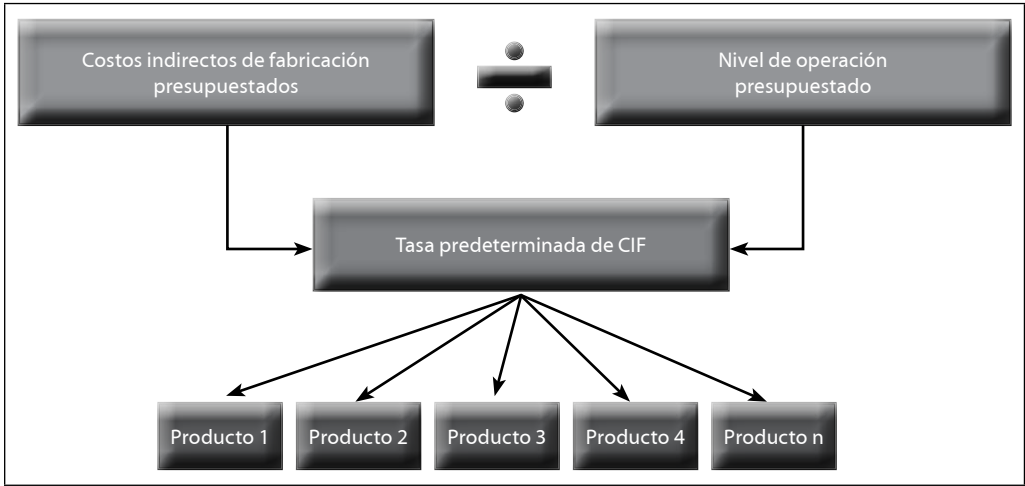 Costos indirectos de fabricación
presupuestados
Nivel de operación
presupuestado
Tasa predeterminada de CIF
Producto 1
Producto 2
Producto 3
Producto 4
Producto n